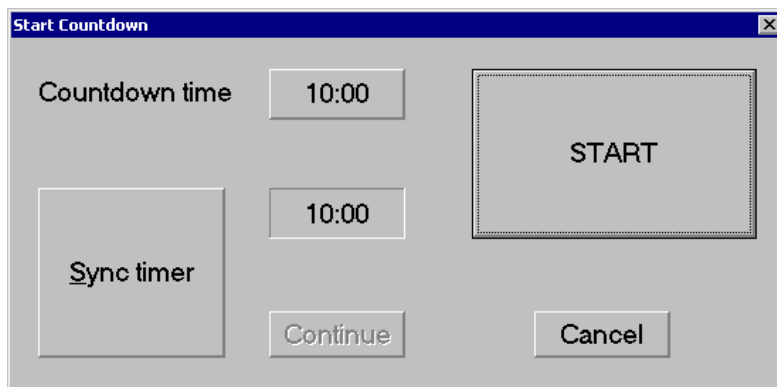 Start Countdown
Countdown time
10:00
START
10:00
Sync timer
Continue
Cancel